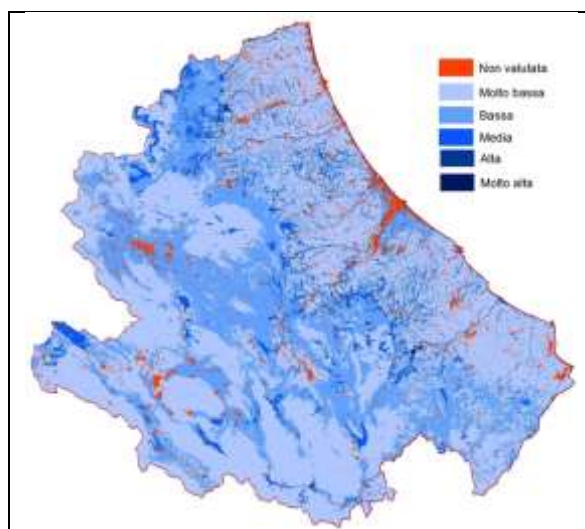 Non valutata
Molto bassa
Bassa
Media
Alta
Molto alta